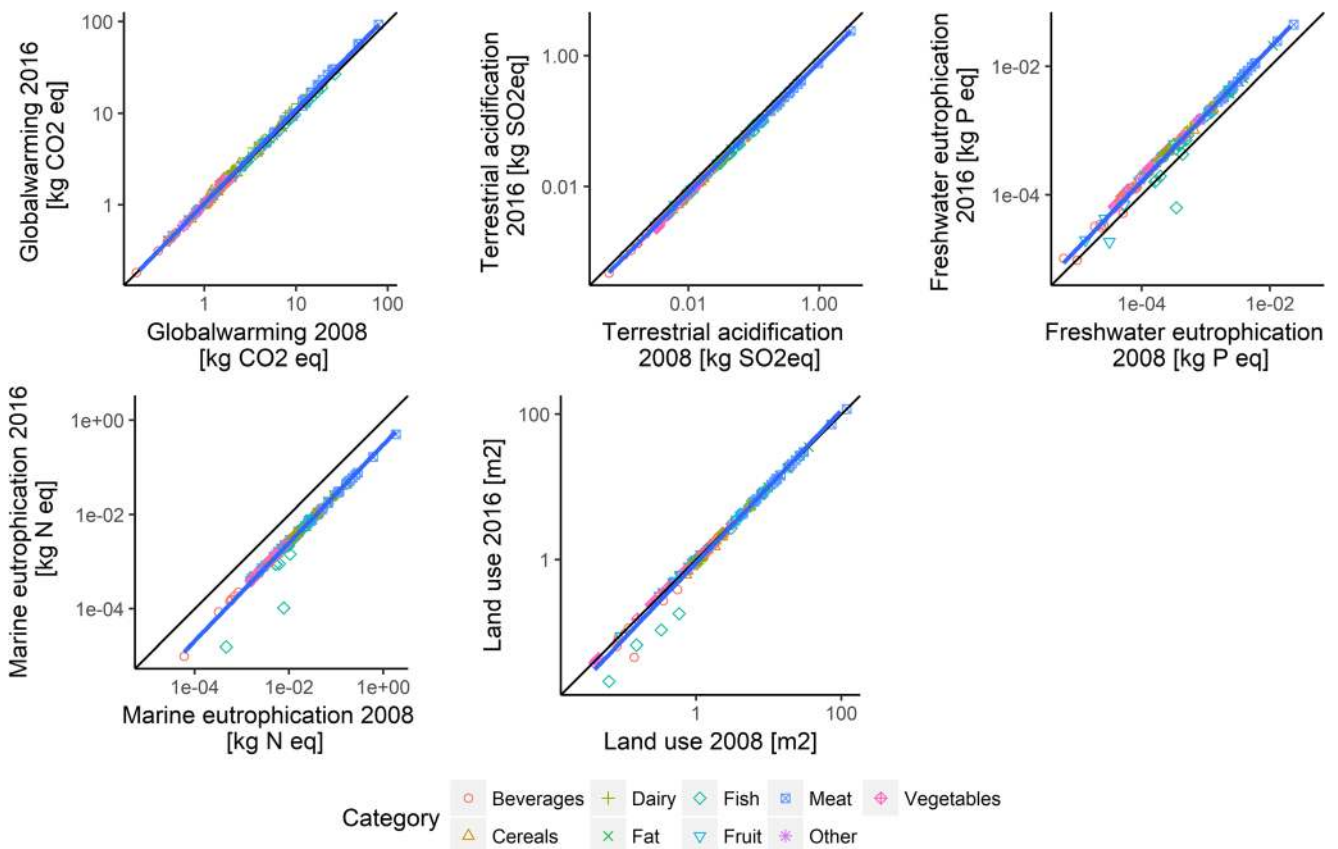 Globalwarming 2016
[kg CO2 eq]
100
10
1
1
10
100
Globalwarming 2008
[kg CO2 eq]
Terrestrial acidification
2016 [kg SO2eq]
1.00
0.01
0.01
1.00
Terrestrial acidification
2008 [kg SO2eq]
Freshwater eutrophication
2016 [kg P eq]
1e-02
1e-04
1e-04
1e-02
Freshwater eutrophication
2008 [kg P eq]
Marine eutrophication 2016
[kg N eq]
1e+00
1e-02
1e-04
1e-04
1e-02
1e+00
Marine eutrophication 2008
[kg N eq]
Land use 2016 [m2]
100
1
1
100
Land use 2008 [m2]
Category
Beverages
Dairy
Fish
Meat
Vegetables
Cereals
Fat
Fruit
Other